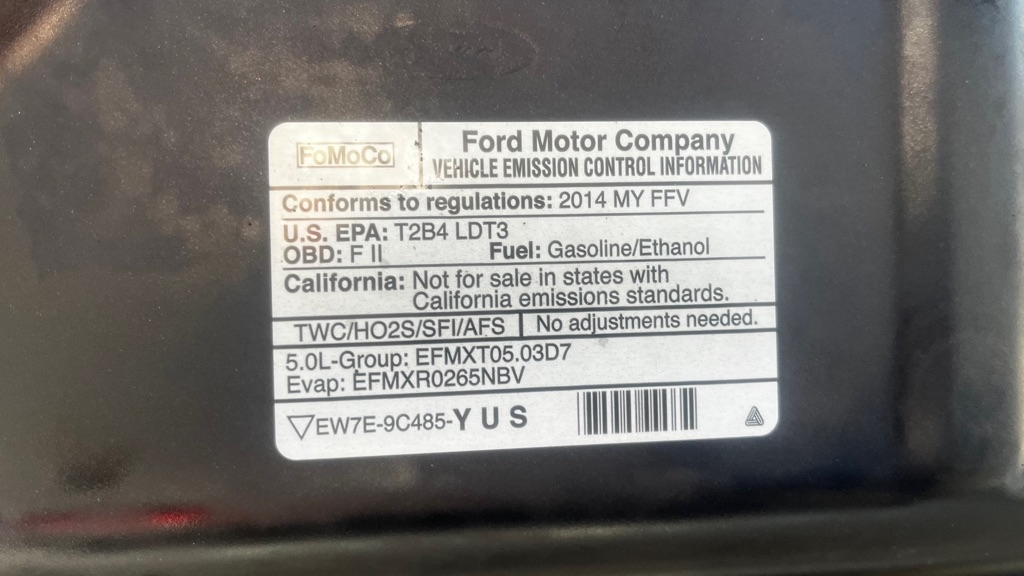 FoMoCo
Ford Motor Company
VEHICLE EMISSION CONTROL INFORMATION
Conforms to regulations: 2014 MY FFV
U.S. EPA: T2B4 LDT3
OBD: F II Fuel: Gasoline/Ethanol
California: Not for sale in states with
California emissions standards.
TWC/HO2S/SFI/AFS No adjustments needed.
5.0L-Group: EFMXT05.03D7
Evap: EFMXR0265NBV
EW7E-9C485-Y U S